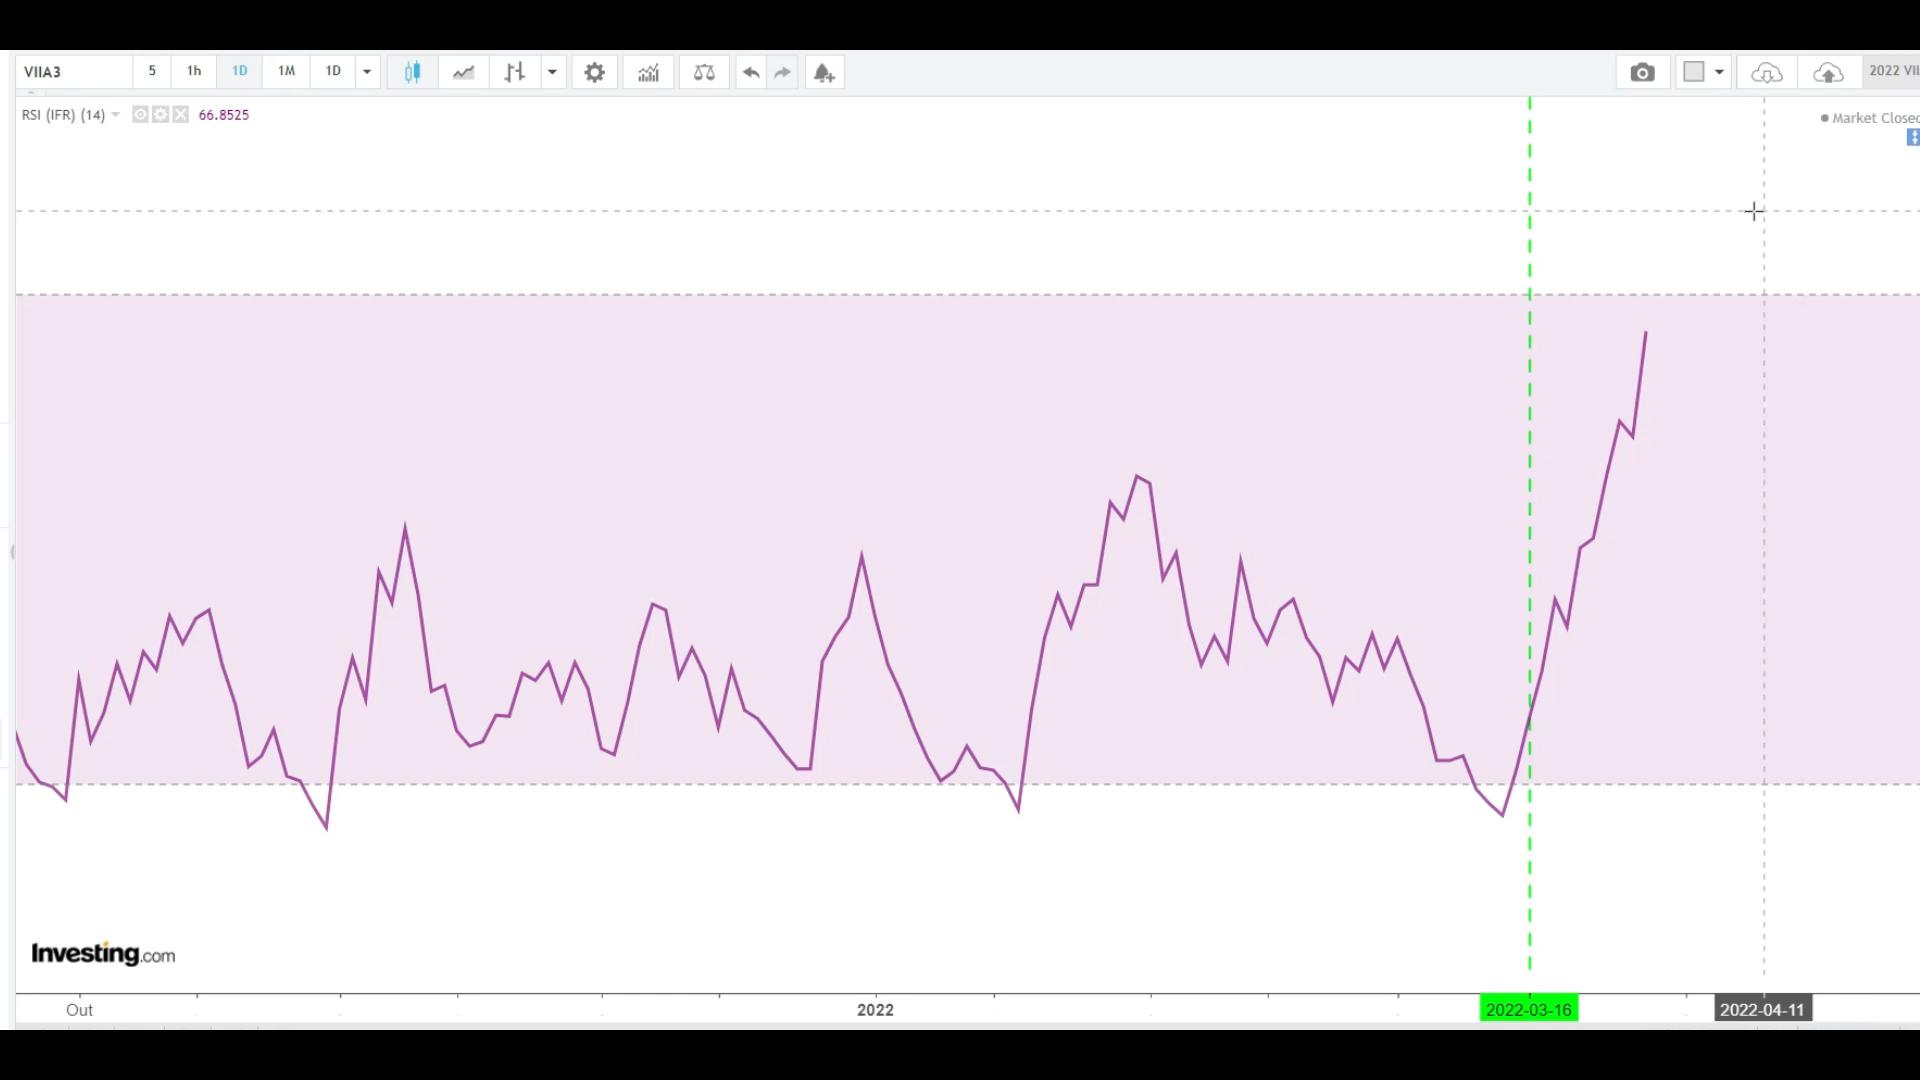 VIIA3 5 1h 1D 1M 1D 2022 VII
RSI (IFR) (14) 66.8525
Market Closed
Investing.com
Out 2022 2022-03-16 2022-04-11